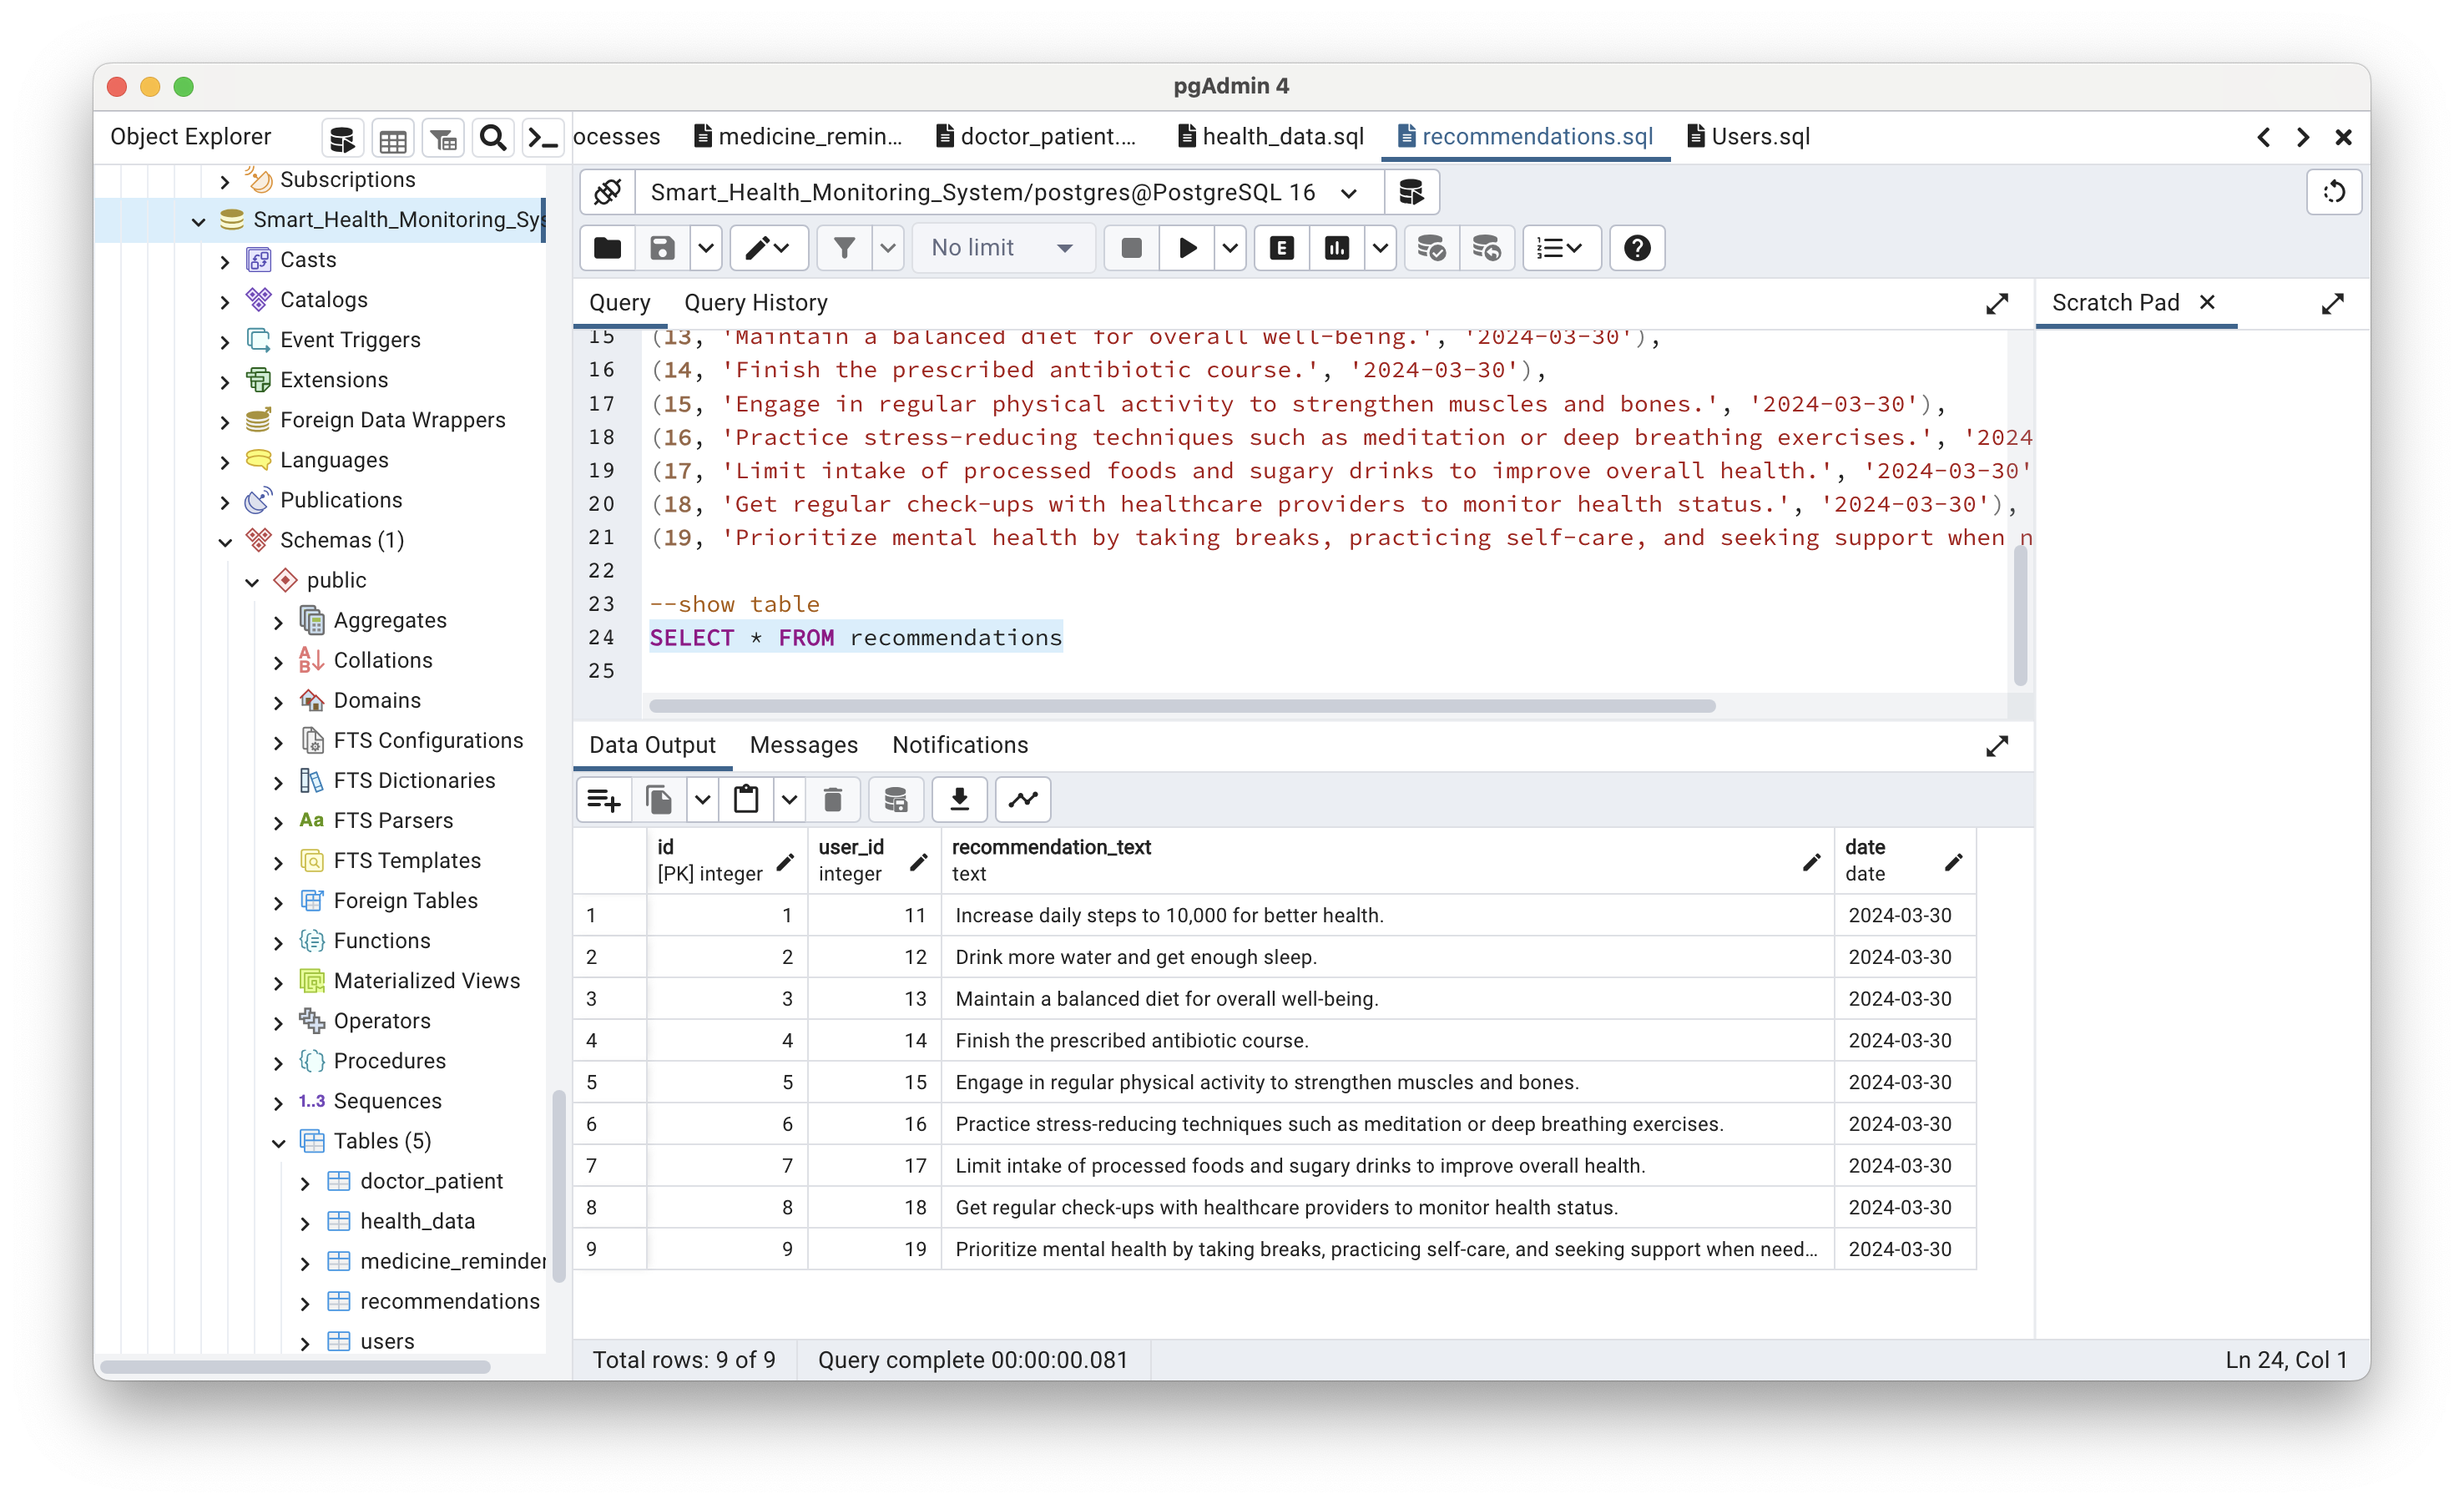 pgAdmin 4
Object Explorer
ocesses
medicine_remin...
doctor_patient....
health_data.sql
recommendations.sql
Users.sql
Subscriptions
Smart_Health_Monitoring_Sys
Casts
Catalogs
Event Triggers
Extensions
Foreign Data Wrappers
Languages
Publications
Schemas (1)
public
Aggregates
Collations
Domains
FTS Configurations
FTS Dictionaries
Aa FTS Parsers
FTS Templates
Foreign Tables
Functions
Materialized Views
Operators
Procedures
1..3 Sequences
Tables (5)
doctor_patient
health_data
medicine_reminder
recommendations
users
Smart_Health_Monitoring_System/postgres@PostgreSQL 16
No limit
E
Query
Query History
Scratch Pad
15 (13, 'Maintain a balanced diet for overall well-being.', '2024-03-30'),
16 (14, 'Finish the prescribed antibiotic course.', '2024-03-30'),
17 (15, 'Engage in regular physical activity to strengthen muscles and bones.', '2024-03-30'),
18 (16, 'Practice stress-reducing techniques such as meditation or deep breathing exercises.', '2024
19 (17, 'Limit intake of processed foods and sugary drinks to improve overall health.', '2024-03-30'
20 (18, 'Get regular check-ups with healthcare providers to monitor health status.', '2024-03-30'),
21 (19, 'Prioritize mental health by taking breaks, practicing self-care, and seeking support when n
22
23 --show table
24 SELECT * FROM recommendations
25
Data Output
Messages
Notifications
id [PK] integer
user_id integer
recommendation_text text
date date
1 1 11 Increase daily steps to 10,000 for better health. 2024-03-30
2 2 12 Drink more water and get enough sleep. 2024-03-30
3 3 13 Maintain a balanced diet for overall well-being. 2024-03-30
4 4 14 Finish the prescribed antibiotic course. 2024-03-30
5 5 15 Engage in regular physical activity to strengthen muscles and bones. 2024-03-30
6 6 16 Practice stress-reducing techniques such as meditation or deep breathing exercises. 2024-03-30
7 7 17 Limit intake of processed foods and sugary drinks to improve overall health. 2024-03-30
8 8 18 Get regular check-ups with healthcare providers to monitor health status. 2024-03-30
9 9 19 Prioritize mental health by taking breaks, practicing self-care, and seeking support when need... 2024-03-30
Total rows: 9 of 9
Query complete 00:00:00.081
Ln 24, Col 1